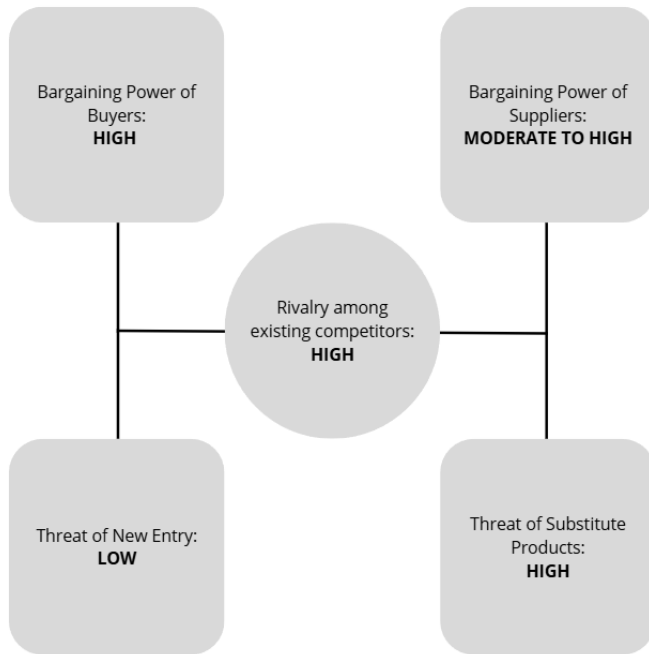 Bargaining Power of
Buyers:
HIGH
Bargaining Power of
Suppliers:
MODERATE TO HIGH
Rivalry among
existing competitors:
HIGH
Threat of New Entry:
LOW
Threat of Substitute
Products:
HIGH